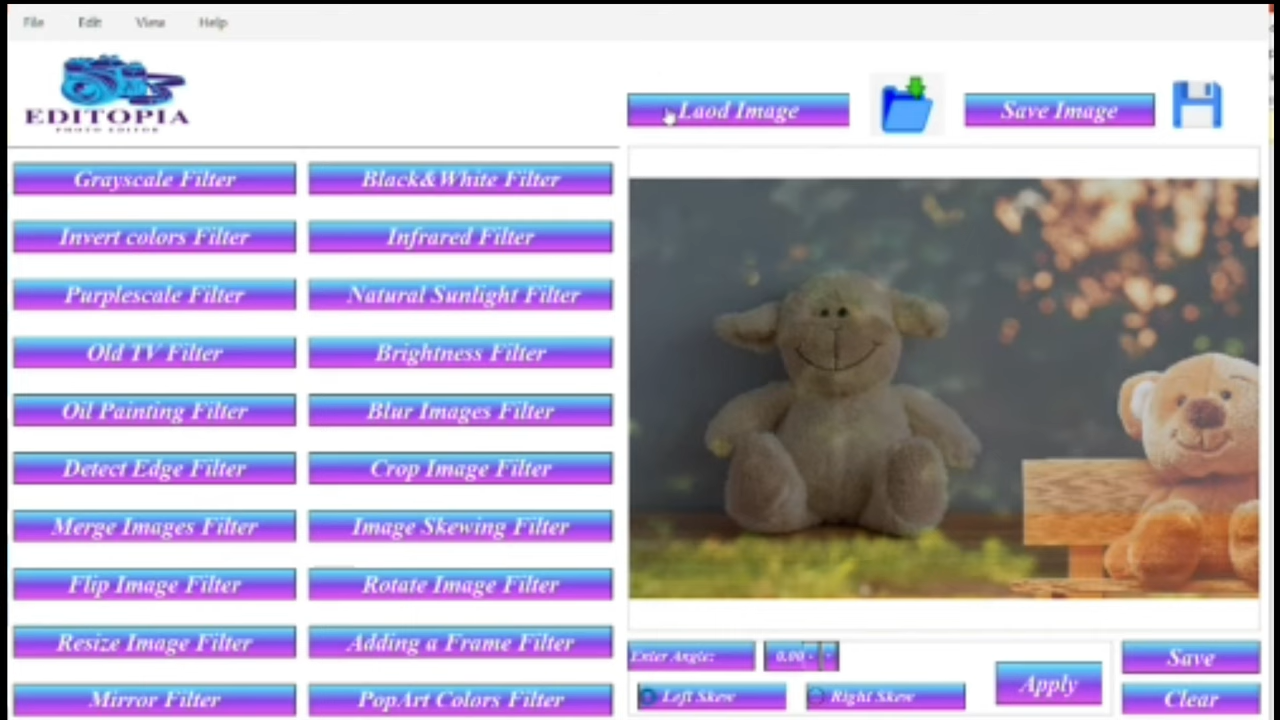 File Edit View Help
EDITOPIA
PHOTO EDITOR
Laod Image
Save Image
Grayscale Filter
Black&White Filter
Invert colors Filter
Infrared Filter
Purplescale Filter
Natural Sunlight Filter
Old TV Filter
Brightness Filter
Oil Painting Filter
Blur Images Filter
Detect Edge Filter
Crop Image Filter
Merge Images Filter
Image Skewing Filter
Flip Image Filter
Rotate Image Filter
Resize Image Filter
Adding a Frame Filter
Mirror Filter
PopArt Colors Filter
Enter Angle:
0.00
Left Skew
Right Skew
Apply
Save
Clear